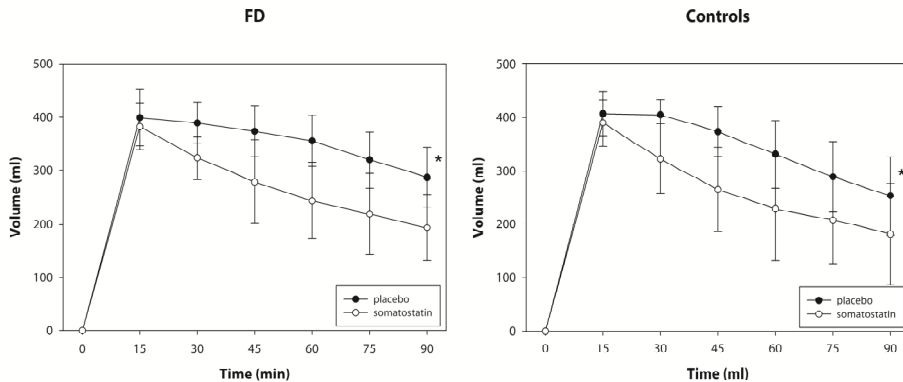 FD
500
400
300
200
100
0
Volume (ml)
*
placebo
somatostatin
0 15 30 45 60 75 90
Time (min)
Controls
500
400
300
200
100
0
Volume (ml)
*
placebo
somatostatin
0 15 30 45 60 75 90
Time (ml)